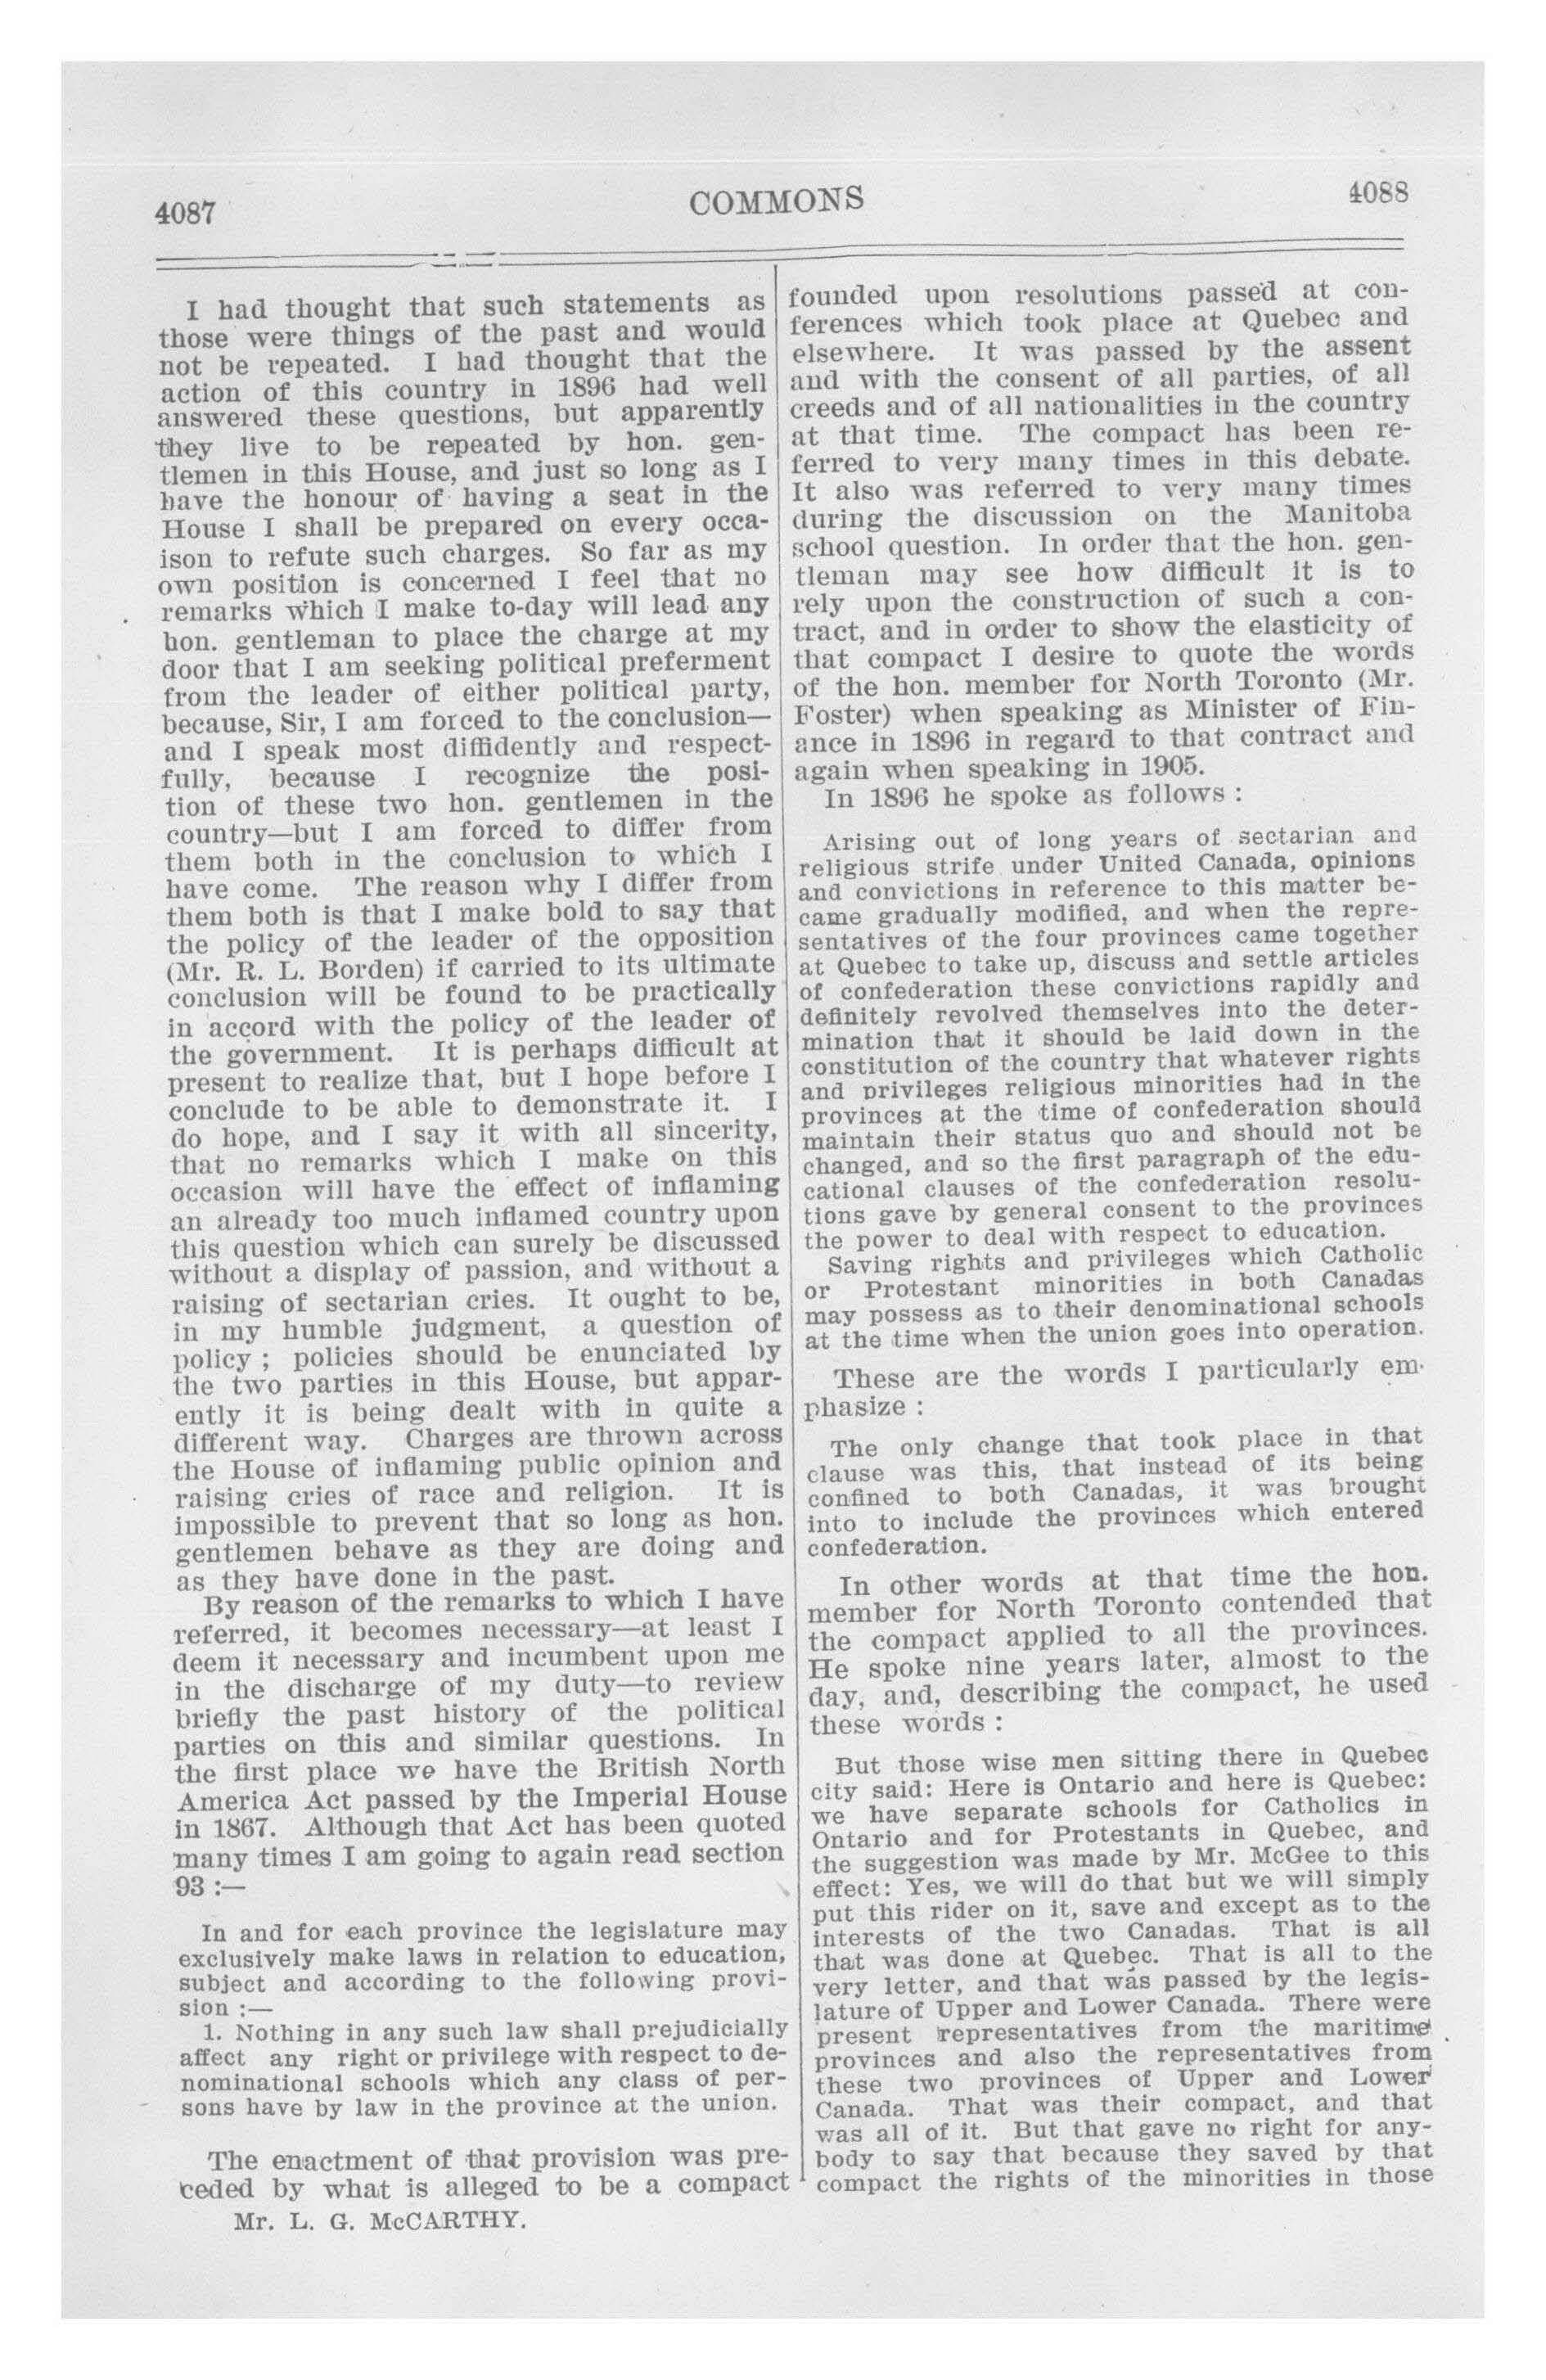 4087
COMMONS
4088
I had thought that such statements as
those were things of the past and would
not be repeated. I had thought that the
action of this country in 1896 had well
answered these questions, but apparently
they live to be repeated by hon. gen-
tlemen in this House, and just so long as I
have the honour of having a seat in the
House I shall be prepared on every occa-
ison to refute such charges. So far as my
own position is concerned I feel that no
remarks which I make to-day will lead any
hon. gentleman to place the charge at my
door that I am seeking political preferment
from the leader of either political party,
because, Sir, I am forced to the conclusion—
and I speak most diffidently and respect-
fully, because I recognize the posi-
tion of these two hon. gentlemen in the
country—but I am forced to differ from
them both in the conclusion to which I
have come. The reason why I differ from
them both is that I make bold to say that
the policy of the leader of the opposition
(Mr. R. L. Borden) if carried to its ultimate
conclusion will be found to be practically
in accord with the policy of the leader of
the government. It is perhaps difficult at
present to realize that, but I hope before I
conclude to be able to demonstrate it. I
do hope, and I say it with all sincerity,
that no remarks which I make on this
occasion will have the effect of inflaming
an already too much inflamed country upon
this question which can surely be discussed
without a display of passion, and without a
raising of sectarian cries. It ought to be,
in my humble judgment, a question of
policy ; policies should be enunciated by
the two parties in this House, but appar-
ently it is being dealt with in quite a
different way. Charges are thrown across
the House of inflaming public opinion and
raising cries of race and religion. It is
impossible to prevent that so long as hon.
gentlemen behave as they are doing and
as they have done in the past.
By reason of the remarks to which I have
referred, it becomes necessary—at least I
deem it necessary and incumbent upon me
in the discharge of my duty—to review
briefly the past history of the political
parties on this and similar questions. In
the first place we have the British North
America Act passed by the Imperial House
in 1867. Although that Act has been quoted
many times I am going to again read section
93 :—
In and for each province the legislature may
exclusively make laws in relation to education,
subject and according to the following provi-
sion :—
1. Nothing in any such law shall prejudicially
affect any right or privilege with respect to de-
nominational schools which any class of per-
sons have by law in the province at the union.
The enactment of that provision was pre-
ceded by what is alleged to be a compact
Mr. L. G. McCARTHY.
founded upon resolutions passed at con-
ferences which took place at Quebec and
elsewhere. It was passed by the assent
and with the consent of all parties, of all
creeds and of all nationalities in the country
at that time. The compact has been re-
ferred to very many times in this debate.
It also was referred to very many times
during the discussion on the Manitoba
school question. In order that the hon. gen-
tleman may see how difficult it is to
rely upon the construction of such a con-
tract, and in order to show the elasticity of
that compact I desire to quote the words
of the hon. member for North Toronto (Mr.
Foster) when speaking as Minister of Fin-
ance in 1896 in regard to that contract and
again when speaking in 1905.
In 1896 he spoke as follows :
Arising out of long years of sectarian and
religious strife under United Canada, opinions
and convictions in reference to this matter be-
came gradually modified, and when the repre-
sentatives of the four provinces came together
at Quebec to take up, discuss and settle articles
of confederation these convictions rapidly and
definitely revolved themselves into the deter-
mination that it should be laid down in the
constitution of the country that whatever rights
and privileges religious minorities had in the
provinces at the time of confederation should
maintain their status quo and should not be
changed, and so the first paragraph of the edu-
cational clauses of the confederation resolu-
tions gave by general consent to the provinces
the power to deal with respect to education.
Saving rights and privileges which Catholic
or Protestant minorities in both Canadas
may possess as to their denominational schools
at the time when the union goes into operation.
These are the words I particularly em-
phasize :
The only change that took place in that
clause was this, that instead of its being
confined to both Canadas, it was brought
into to include the provinces which entered
confederation.
In other words at that time the hon.
member for North Toronto contended that
the compact applied to all the provinces.
He spoke nine years later, almost to the
day, and, describing the compact, he used
these words :
But those wise men sitting there in Quebec
city said: Here is Ontario and here is Quebec:
we have separate schools for Catholics in
Ontario and for Protestants in Quebec, and
the suggestion was made by Mr. McGee to this
effect: Yes, we will do that but we will simply
put this rider on it, save and except as to the
interests of the two Canadas. That is all
that was done at Quebec. That is all to the
very letter, and that was passed by the legis-
lature of Upper and Lower Canada. There were
present representatives from the maritime
provinces and also the representatives from
these two provinces of Upper and Lower
Canada. That was their compact, and that
was all of it. But that gave no right for any-
body to say that because they saved by that
compact the rights of the minorities in those